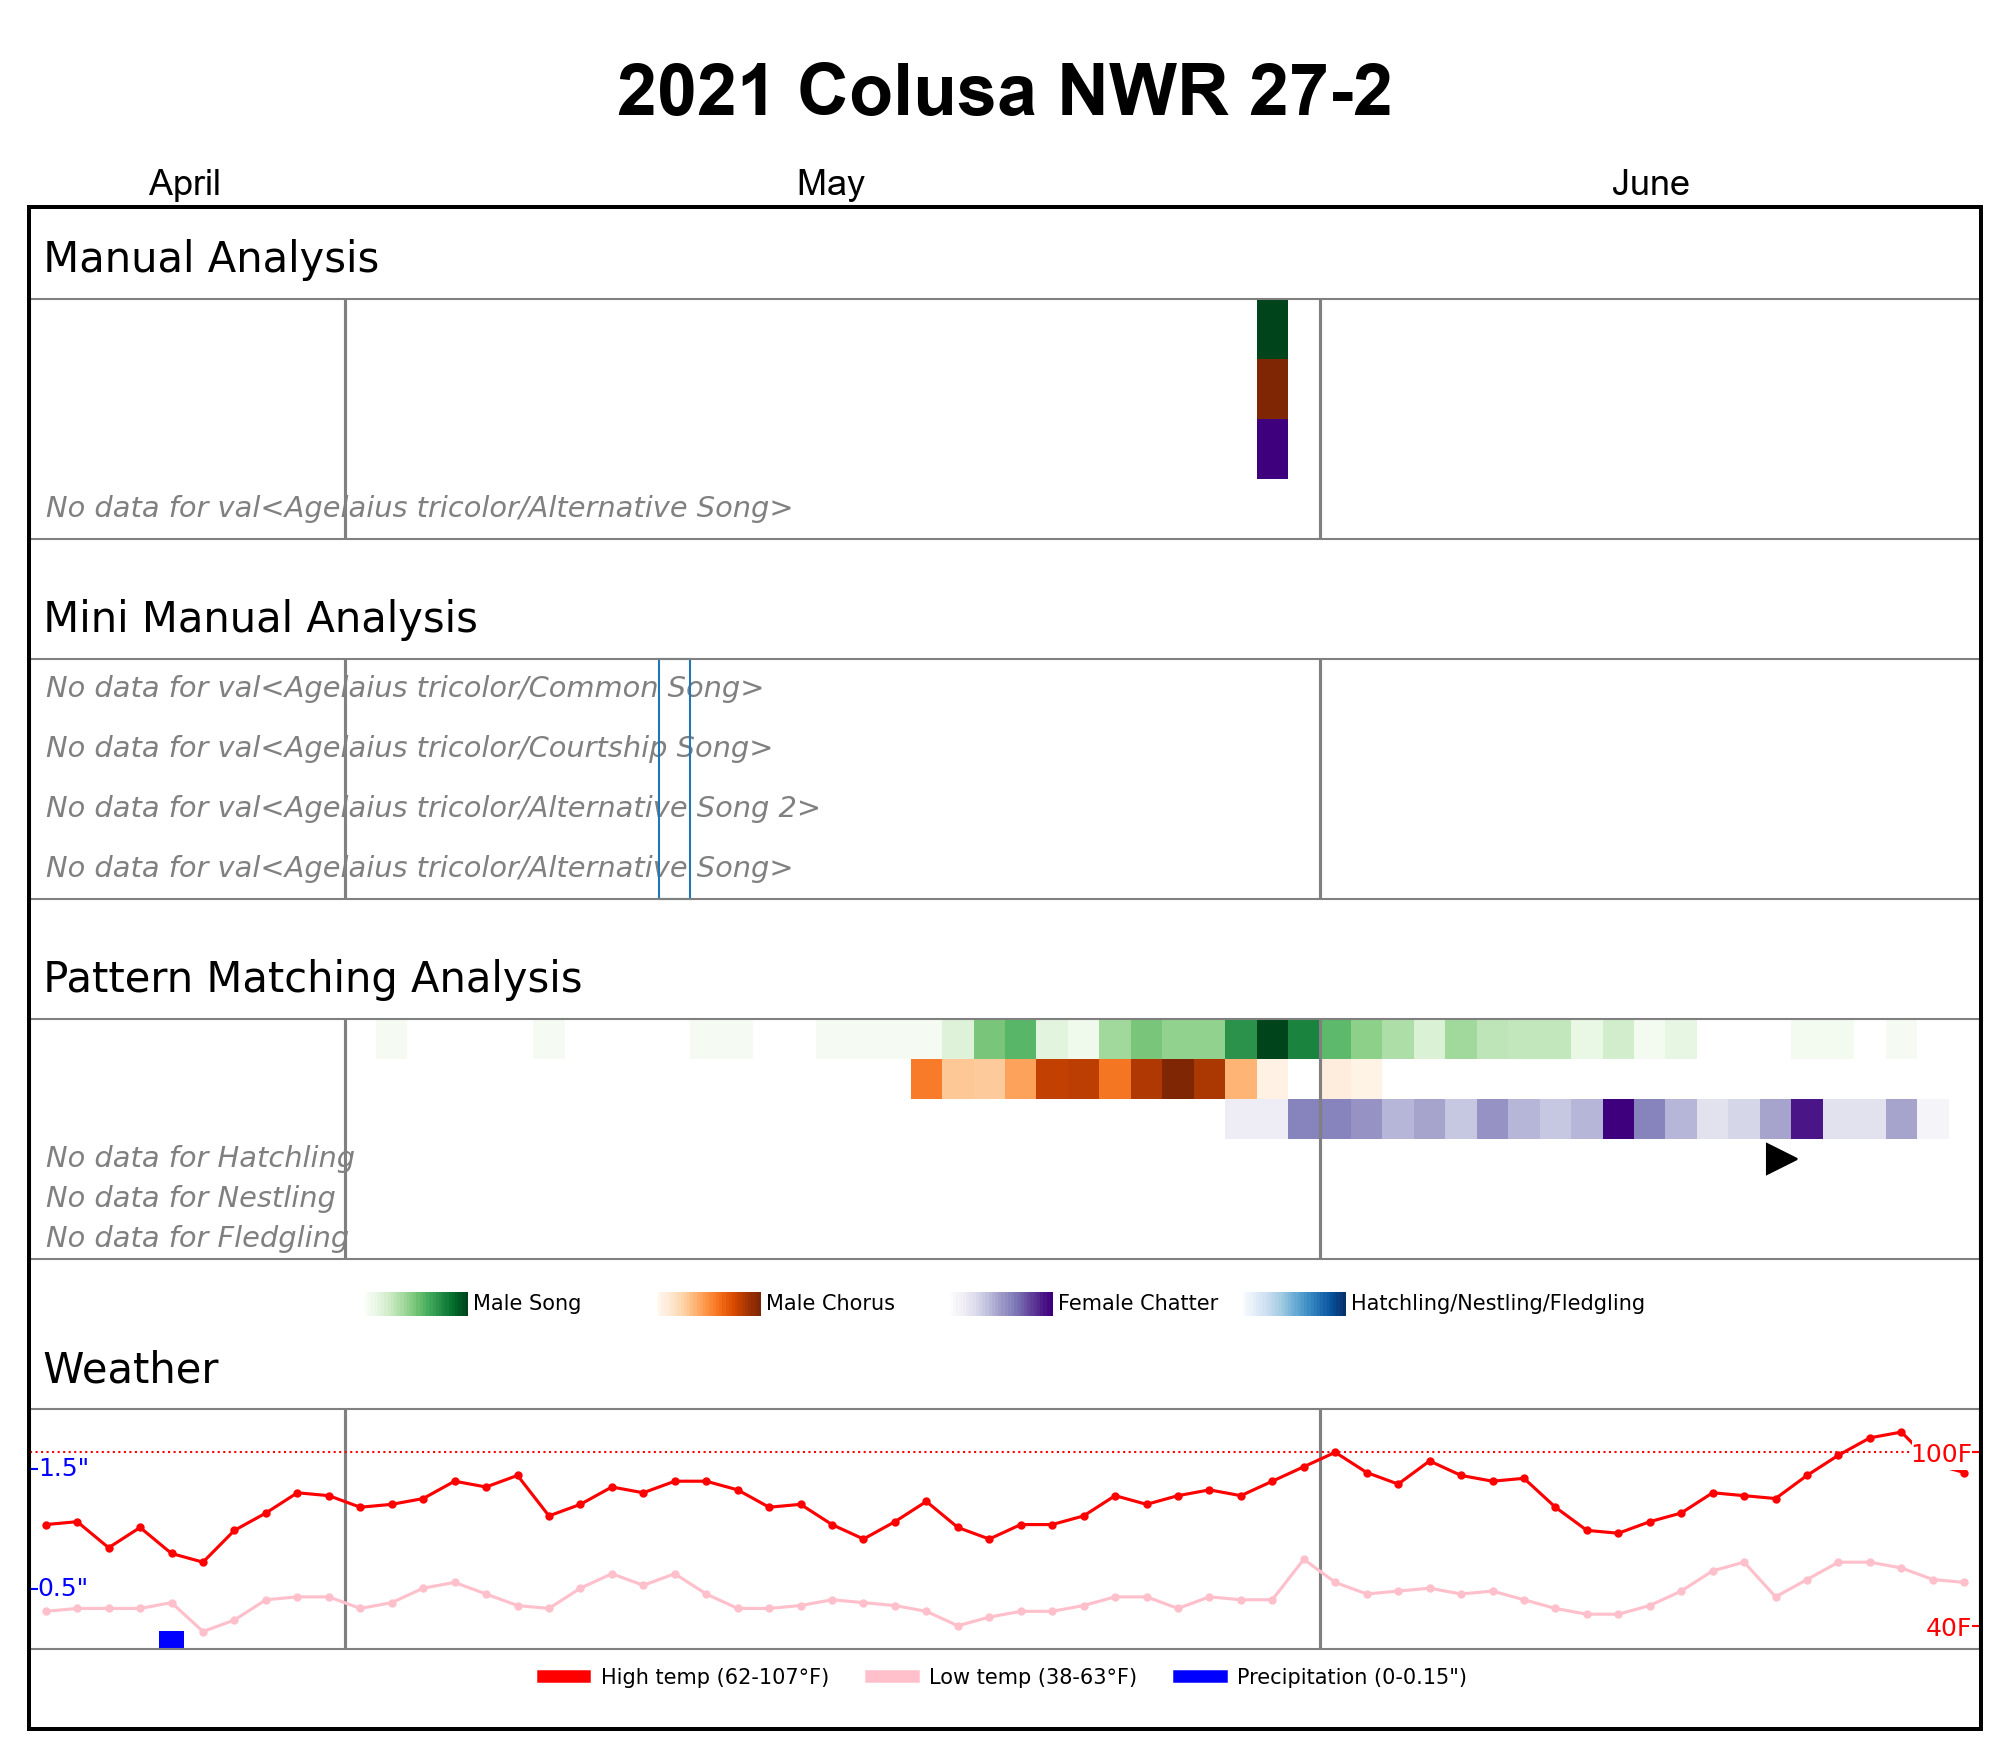 2021 Colusa NWR 27-2
April May June
Manual Analysis
No data for val<Agelaius tricolor/Alternative Song>
Mini Manual Analysis
No data for val<Agelaius tricolor/Common Song>
No data for val<Agelaius tricolor/Courtship Song>
No data for val<Agelaius tricolor/Alternative Song 2>
No data for val<Agelaius tricolor/Alternative Song>
Pattern Matching Analysis
No data for Hatchling
No data for Nestling
No data for Fledgling
Male Song Male Chorus Female Chatter Hatchling/Nestling/Fledgling
Weather
100F
1.5"
0.5"
40F
High temp (62-107°F) Low temp (38-63°F) Precipitation (0-0.15")